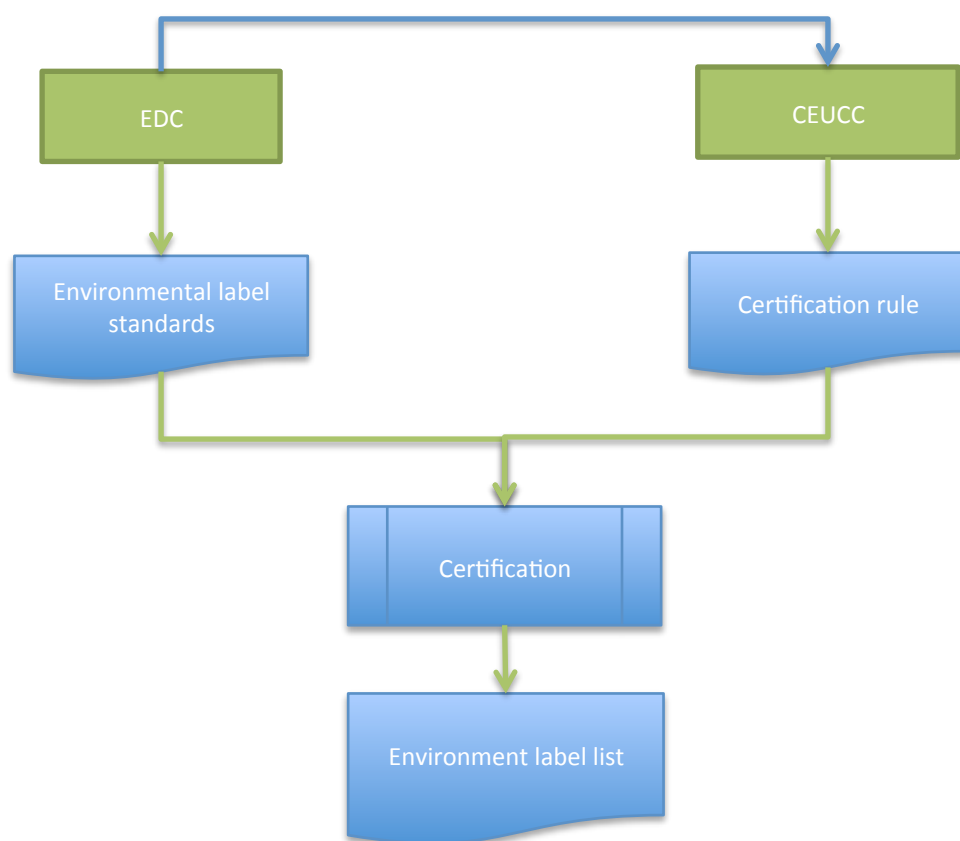 EDC
CEUCC
Environmental label
standards
Certification rule
Certification
Environment label list